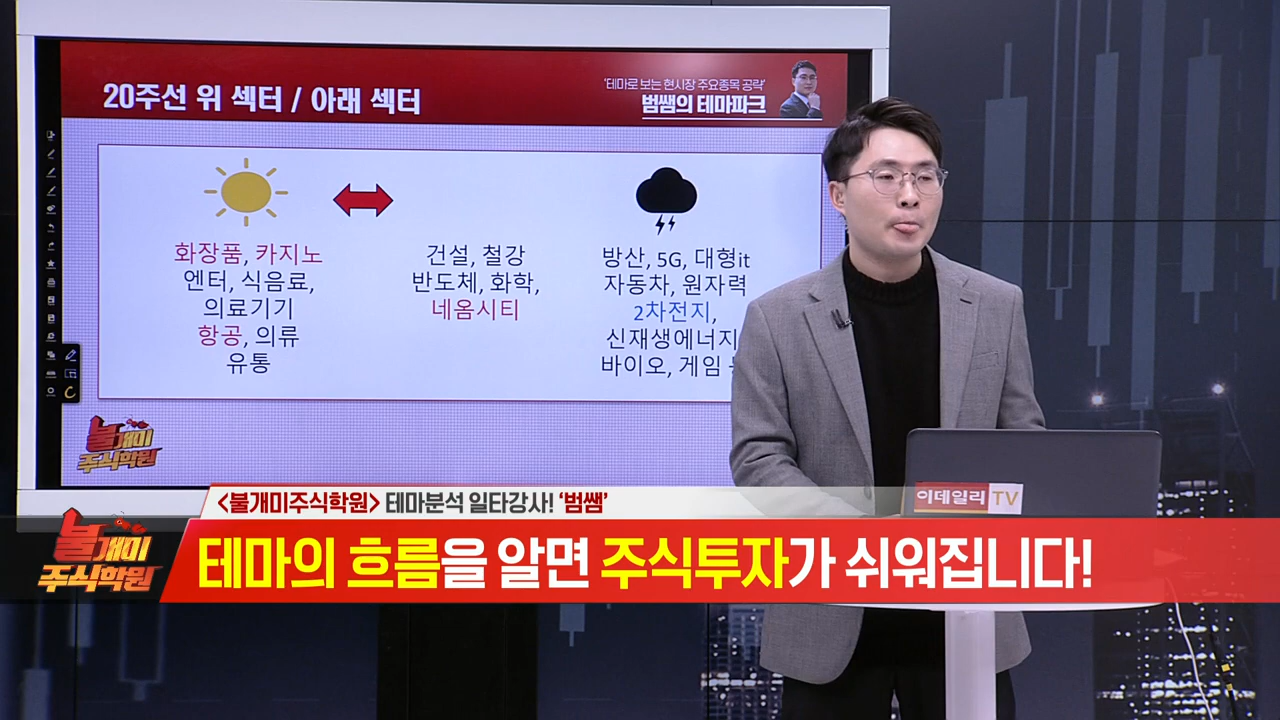 20주선 위 섹터 / 아래 섹터
'테마로 보는 현시장 주요종목 공략'
범쌤의 테마파크
화장품, 카지노
엔터, 식음료,
의료기기
항공, 의류
유통
건설, 철강
반도체, 화학,
네옴시티
방산, 5G, 대형it
자동차, 원자력
2차전지,
신재생에너지
바이오, 게임
불개미
주식학원
이데일리TV
<불개미주식학원> 테마분석 일타강사! '범쌤'
불개미
주식학원
테마의 흐름을 알면 주식투자가 쉬워집니다!